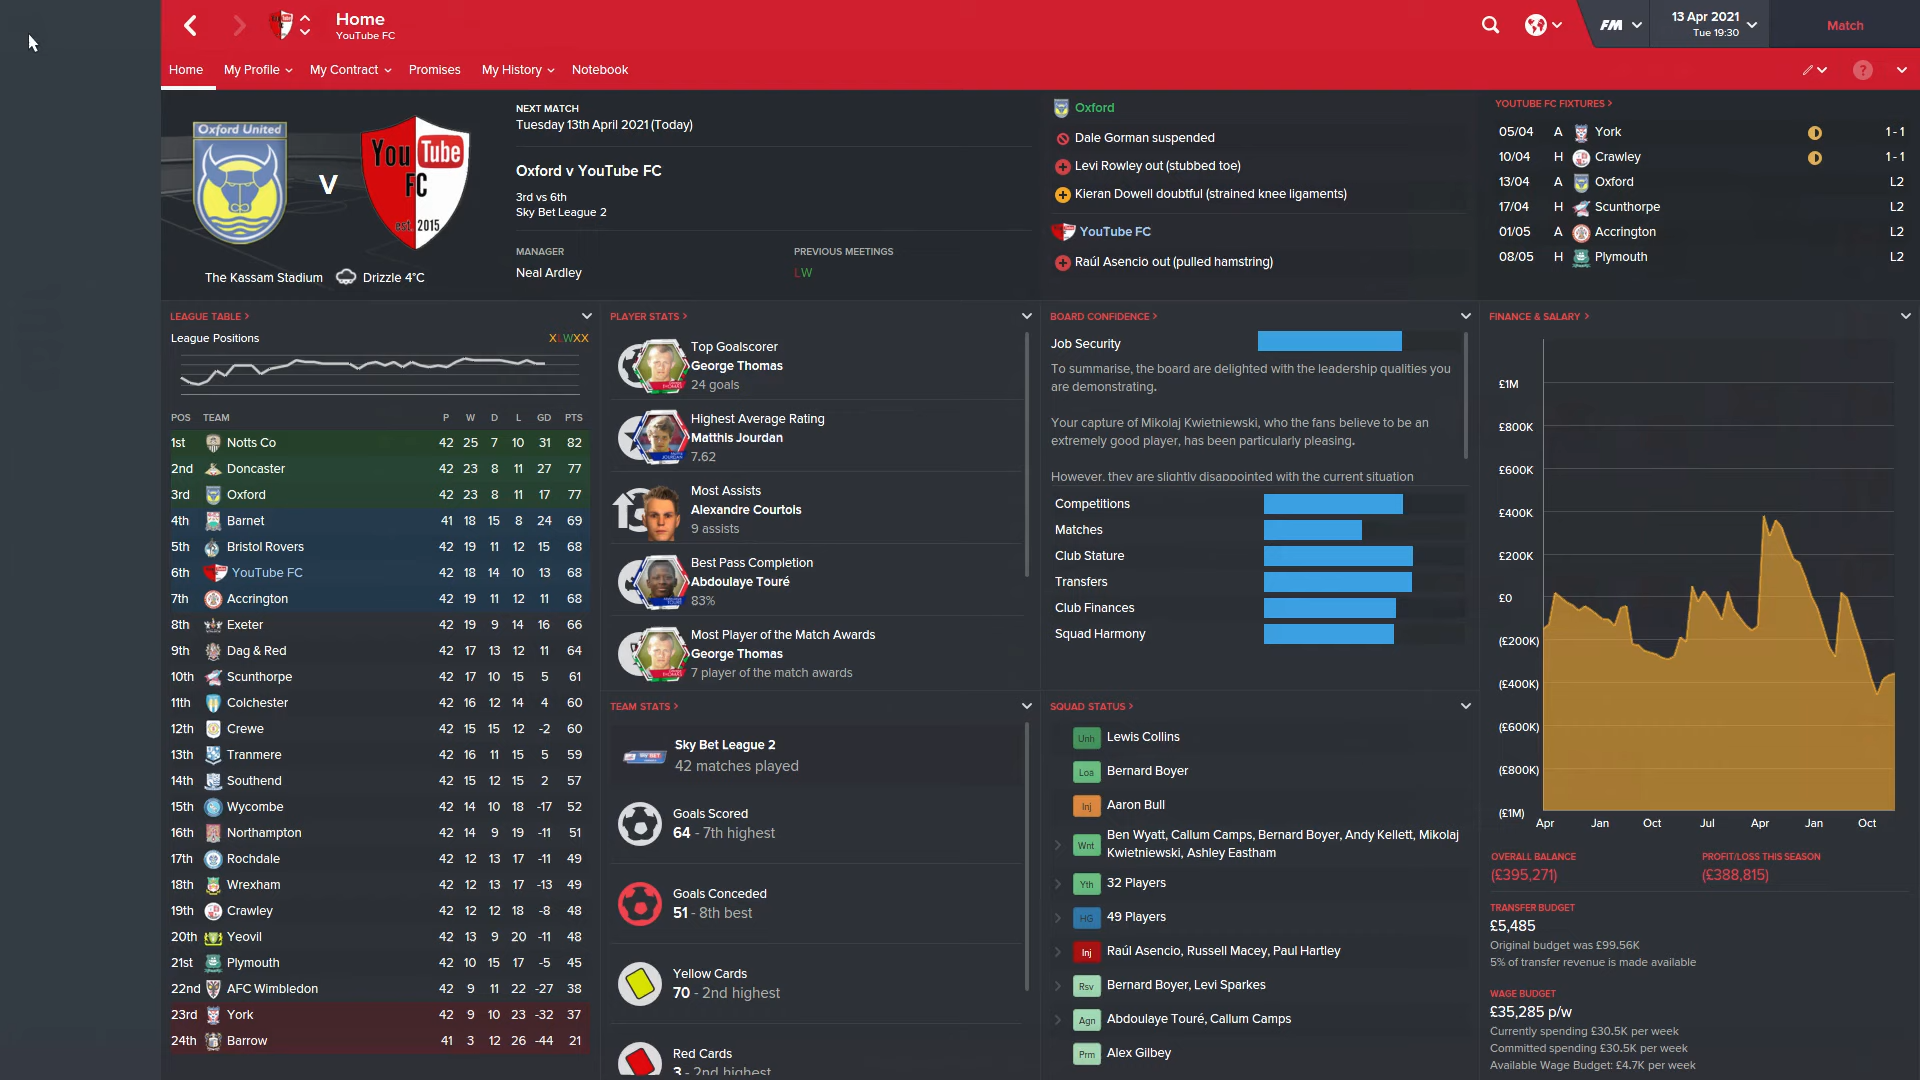 Home
YouTube FC
FM
13 Apr 2021
Tue 19:30
Match
Home
My Profile
My Contract
Promises
My History
Notebook
?
Oxford United
V
You Tube
FC
est. 2015
The Kassam Stadium
Drizzle 4°C
NEXT MATCH
Tuesday 13th April 2021 (Today)
Oxford v YouTube FC
3rd vs 6th
Sky Bet League 2
MANAGER
Neal Ardley
PREVIOUS MEETINGS
LW
Oxford
Dale Gorman suspended
Levi Rowley out (stubbed toe)
Kieran Dowell doubtful (strained knee ligaments)
YouTube FC
Raúl Asencio out (pulled hamstring)
YOUTUBE FC FIXTURES >
05/04 A York 1-1
10/04 H Crawley 1-1
13/04 A Oxford L2
17/04 H Scunthorpe L2
01/05 A Accrington L2
08/05 H Plymouth L2
LEAGUE TABLE >
League Positions
XLWXX
POS TEAM P W D L GD PTS
1st Notts Co 42 25 7 10 31 82
2nd Doncaster 42 23 8 11 27 77
3rd Oxford 42 23 8 11 17 77
4th Barnet 41 18 15 8 24 69
5th Bristol Rovers 42 19 11 12 15 68
6th YouTube FC 42 18 14 10 13 68
7th Accrington 42 19 11 12 11 68
8th Exeter 42 19 9 14 16 66
9th Dag & Red 42 17 13 12 11 64
10th Scunthorpe 42 17 10 15 5 61
11th Colchester 42 16 12 14 4 60
12th Crewe 42 15 15 12 -2 60
13th Tranmere 42 16 11 15 5 59
14th Southend 42 15 12 15 2 57
15th Wycombe 42 14 10 18 -17 52
16th Northampton 42 14 9 19 -11 51
17th Rochdale 42 12 13 17 -11 49
18th Wrexham 42 12 13 17 -13 49
19th Crawley 42 12 12 18 -8 48
20th Yeovil 42 13 9 20 -11 48
21st Plymouth 42 10 15 17 -5 45
22nd AFC Wimbledon 42 9 11 22 -27 38
23rd York 42 9 10 23 -32 37
24th Barrow 41 3 12 26 -44 21
PLAYER STATS >
Top Goalscorer
George Thomas
24 goals
Highest Average Rating
Matthis Jourdan
7.62
Most Assists
Alexandre Courtois
9 assists
Best Pass Completion
Abdoulaye Touré
83%
Most Player of the Match Awards
George Thomas
7 player of the match awards
TEAM STATS >
Sky Bet League 2
42 matches played
Goals Scored
64 - 7th highest
Goals Conceded
51 - 8th best
Yellow Cards
70 - 2nd highest
Red Cards
3 - 2nd highest
BOARD CONFIDENCE >
Job Security
To summarise, the board are delighted with the leadership qualities you
are demonstrating.
Your capture of Mikolaj Kwietniewski, who the fans believe to be an
extremely good player, has been particularly pleasing.
However, they are slightly disappointed with the current situation
Competitions
Matches
Club Stature
Transfers
Club Finances
Squad Harmony
SQUAD STATUS >
Unh Lewis Collins
Loa Bernard Boyer
Inj Aaron Bull
Wnt Ben Wyatt, Callum Camps, Bernard Boyer, Andy Kellett, Mikolaj
Kwietniewski, Ashley Eastham
Yth 32 Players
HG 49 Players
Inj Raúl Asencio, Russell Macey, Paul Hartley
Rsv Bernard Boyer, Levi Sparkes
Agn Abdoulaye Touré, Callum Camps
Prm Alex Gilbey
FINANCE & SALARY >
£1M
£800K
£600K
£400K
£200K
£0
(£200K)
(£400K)
(£600K)
(£800K)
(£1M)
Apr Jan Oct Jul Apr Jan Oct
OVERALL BALANCE
(£395,271)
PROFIT/LOSS THIS SEASON
(£388,815)
TRANSFER BUDGET
£5,485
Original budget was £99.56K
5% of transfer revenue is made available
WAGE BUDGET
£35,285 p/w
Currently spending £30.5K per week
Committed spending £30.5K per week
Available Wage Budget: £4.7K per week